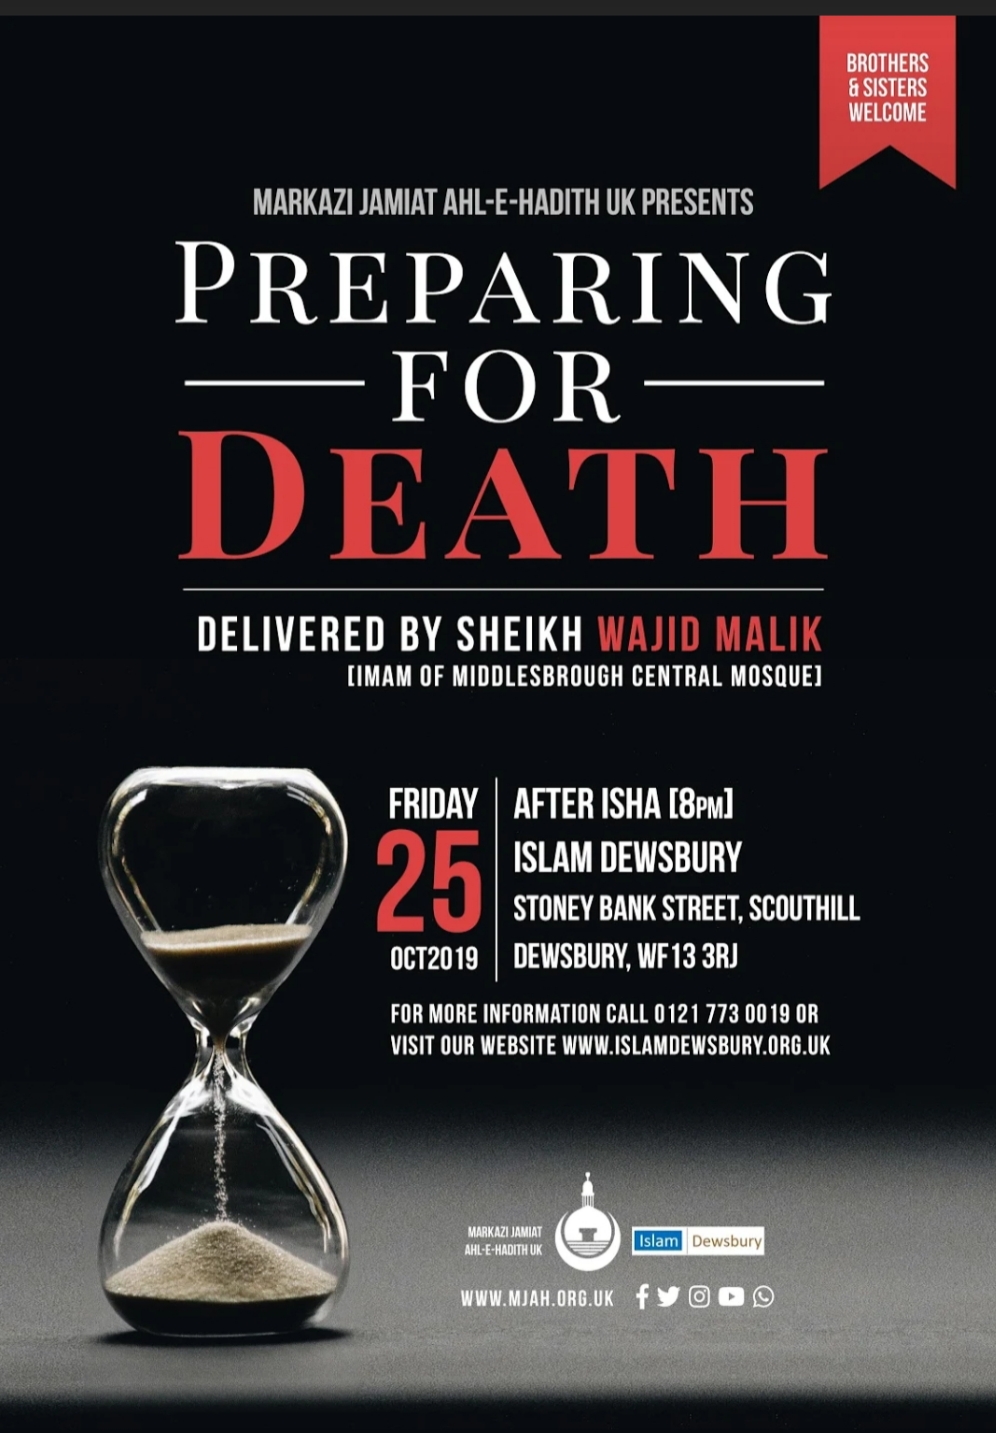 BROTHERS
& SISTERS
WELCOME
MARKAZI JAMIAT AHL-E-HADITH UK PRESENTS
PREPARING
FOR
DEATH
DELIVERED BY SHEIKH WAJID MALIK
[IMAM OF MIDDLESBROUGH CENTRAL MOSQUE]
FRIDAY
25
OCT2019
AFTER ISHA [8PM]
ISLAM DEWSBURY
STONEY BANK STREET, SCOUTHILL
DEWSBURY, WF13 3RJ
FOR MORE INFORMATION CALL 0121 773 0019 OR
VISIT OUR WEBSITE WWW.ISLAMDEWSBURY.ORG.UK
MARKAZI JAMIAT
AHL-E-HADITH UK
Islam Dewsbury
WWW.MJAH.ORG.UK